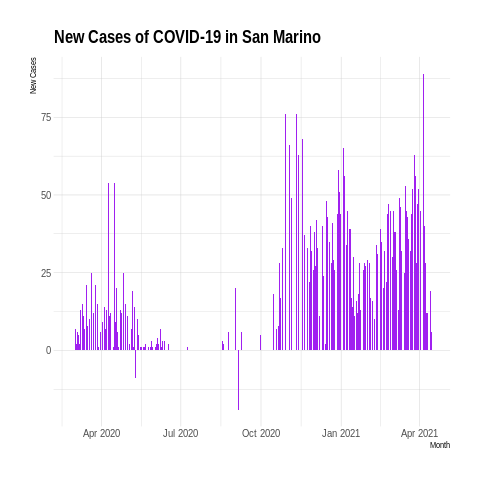 New Cases of COVID-19 in San Marino
New Cases
75
50
25
0
Apr 2020 Jul 2020 Oct 2020 Jan 2021 Apr 2021
Month